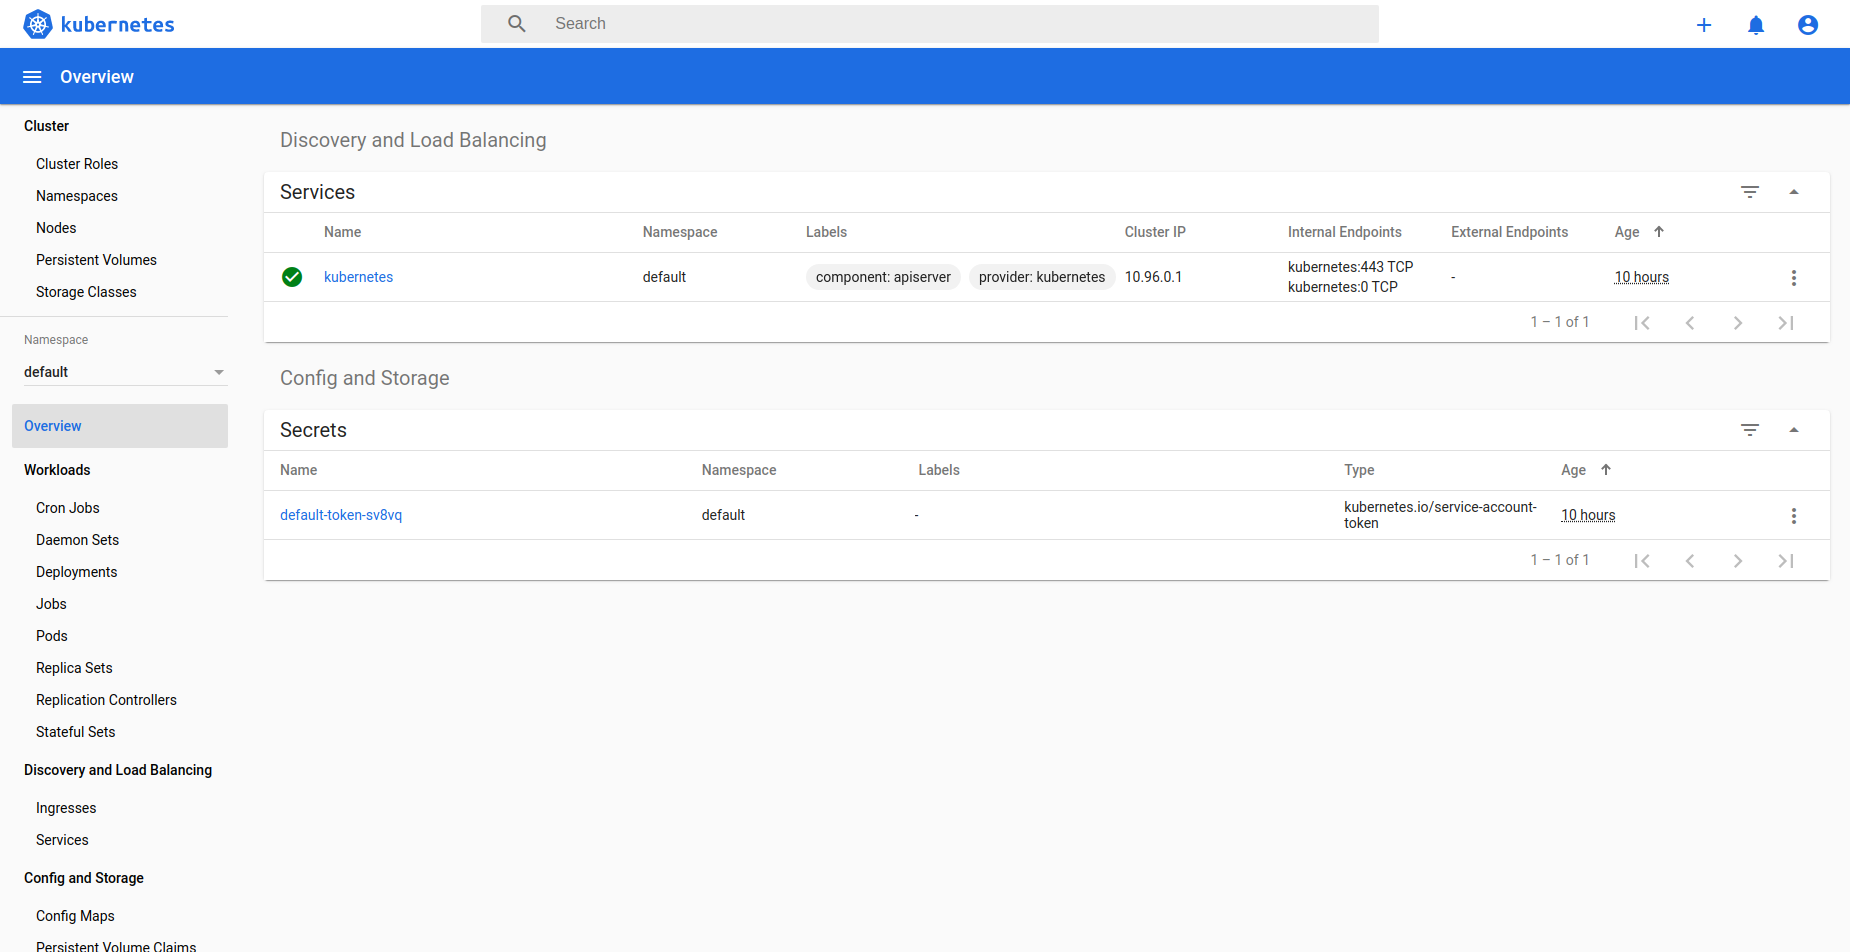 kubernetes
Search
Overview
Cluster
Cluster Roles
Namespaces
Nodes
Persistent Volumes
Storage Classes
Namespace
default
Overview
Workloads
Cron Jobs
Daemon Sets
Deployments
Jobs
Pods
Replica Sets
Replication Controllers
Stateful Sets
Discovery and Load Balancing
Ingresses
Services
Config and Storage
Config Maps
Persistent Volume Claims
Discovery and Load Balancing
Services
Name Namespace Labels Cluster IP Internal Endpoints External Endpoints Age
kubernetes default component: apiserver provider: kubernetes 10.96.0.1 kubernetes:443 TCP - 10 hours
kubernetes:0 TCP
1 – 1 of 1
Config and Storage
Secrets
Name Namespace Labels Type Age
default-token-sv8vq default - kubernetes.io/service-account- 10 hours
token
1 – 1 of 1